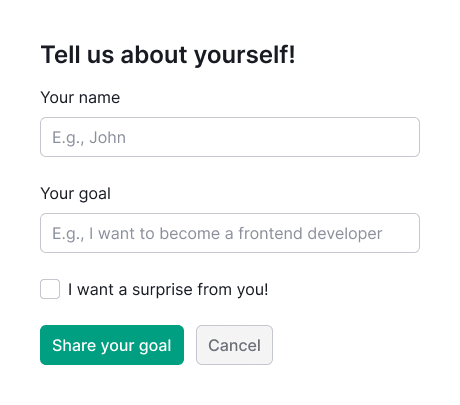 Tell us about yourself!
Your name
E.g., John
Your goal
E.g., I want to become a frontend developer
I want a surprise from you!
Share your goal Cancel